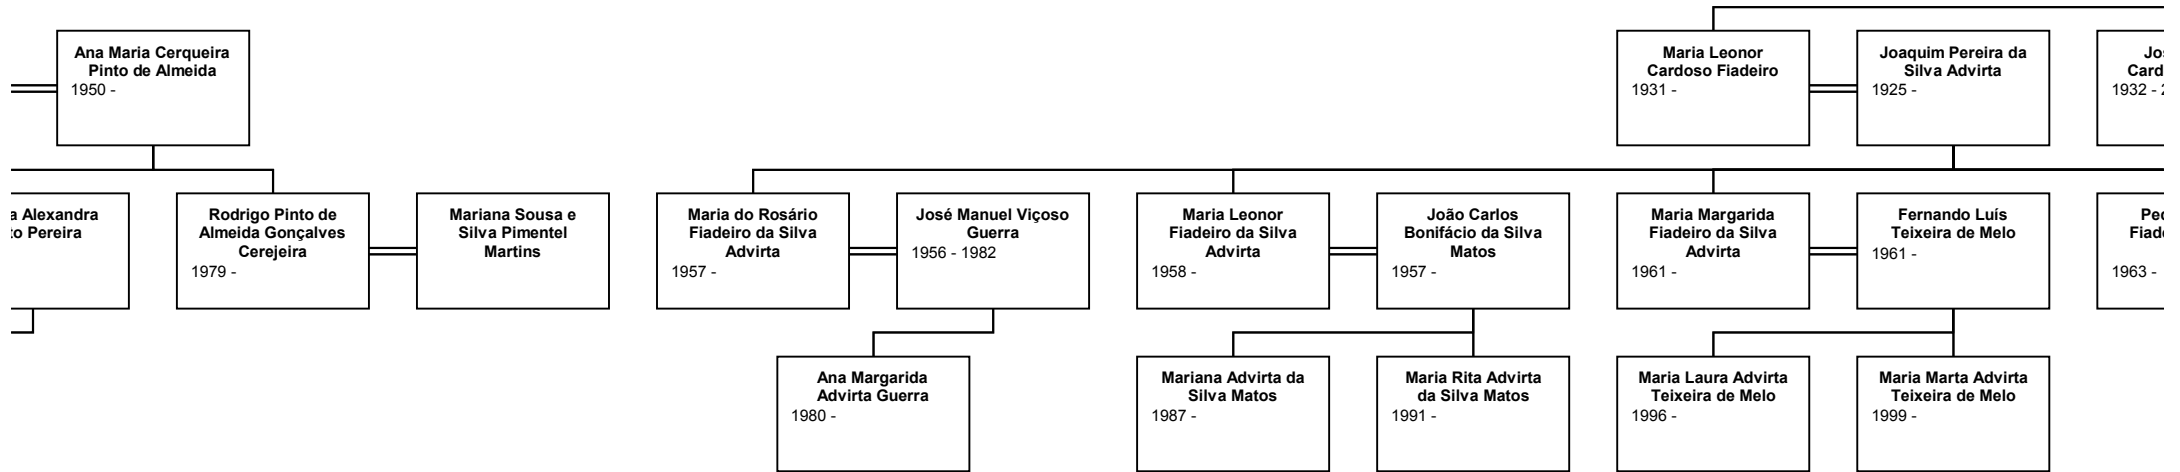 Ana Maria Cerqueira
Pinto de Almeida
1950 -
Maria Leonor
Cardoso Fiadeiro
1931 -
Joaquim Pereira da
Silva Advirta
1925 -
1932 -
Alexandra
Pereira
Rodrigo Pinto de
Almeida Gonçalves
Cerejeira
1979 -
Mariana Sousa e
Silva Pimentel
Martins
Maria do Rosário
Fiadeiro da Silva
Advirta
1957 -
José Manuel Viçoso
Guerra
1956 - 1982
Maria Leonor
Fiadeiro da Silva
Advirta
1958 -
João Carlos
Bonifácio da Silva
Matos
1957 -
Maria Margarida
Fiadeiro da Silva
Advirta
1961 -
Fernando Luís
Teixeira de Melo
1961 -
1963 -
Ana Margarida
Advirta Guerra
1980 -
Mariana Advirta da
Silva Matos
1987 -
Maria Rita Advirta
da Silva Matos
1991 -
Maria Laura Advirta
Teixeira de Melo
1996 -
Maria Marta Advirta
Teixeira de Melo
1999 -